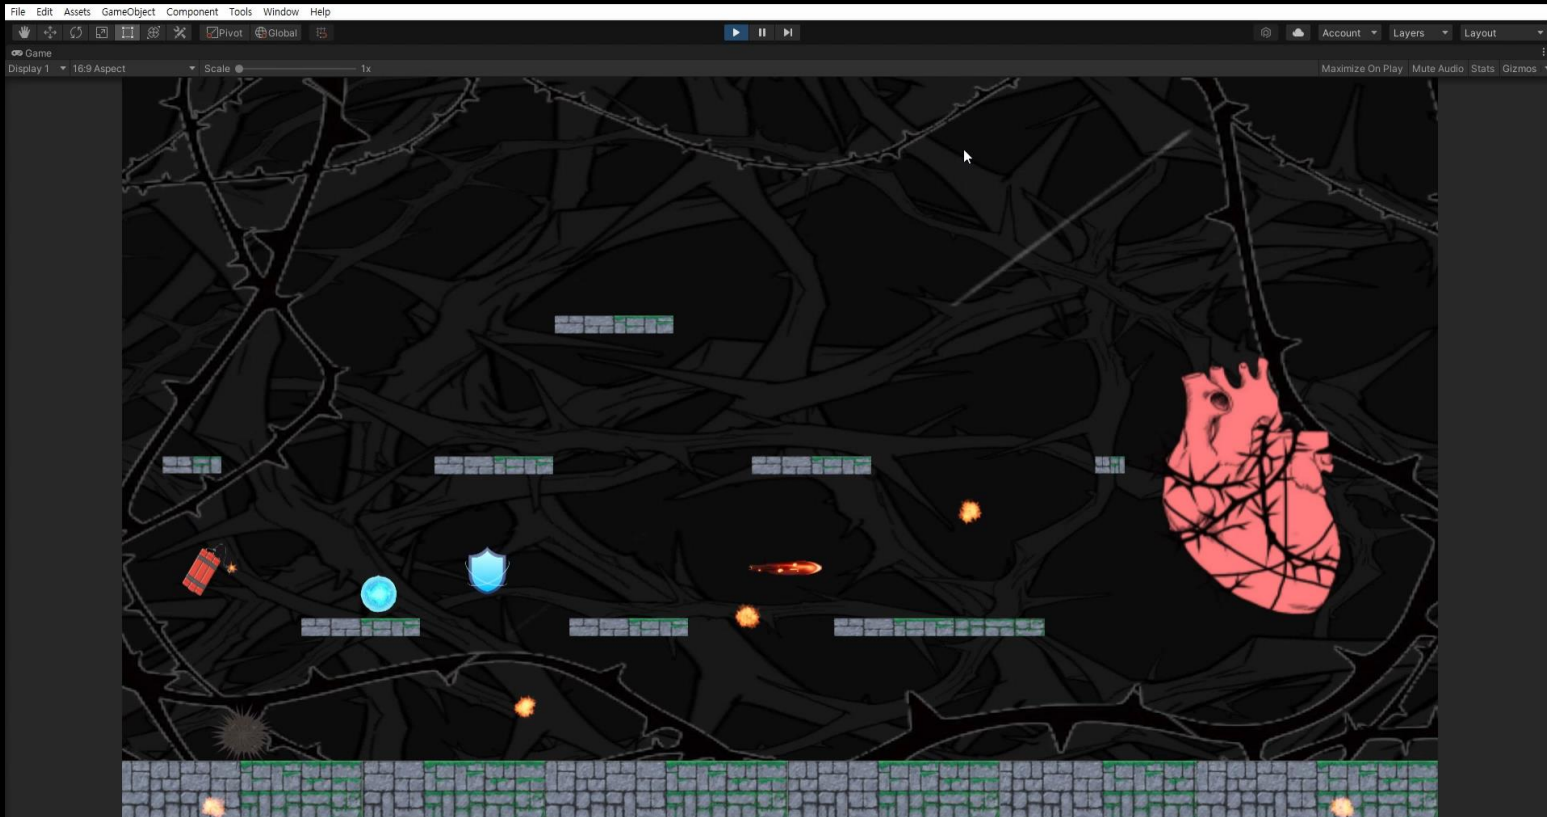 File Edit Assets GameObject Component Tools Window Help
Pivot Global Account Layers Layout
Game
Display 1 16:9 Aspect Scale 1x Maximize On Play Mute Audio Stats Gizmos